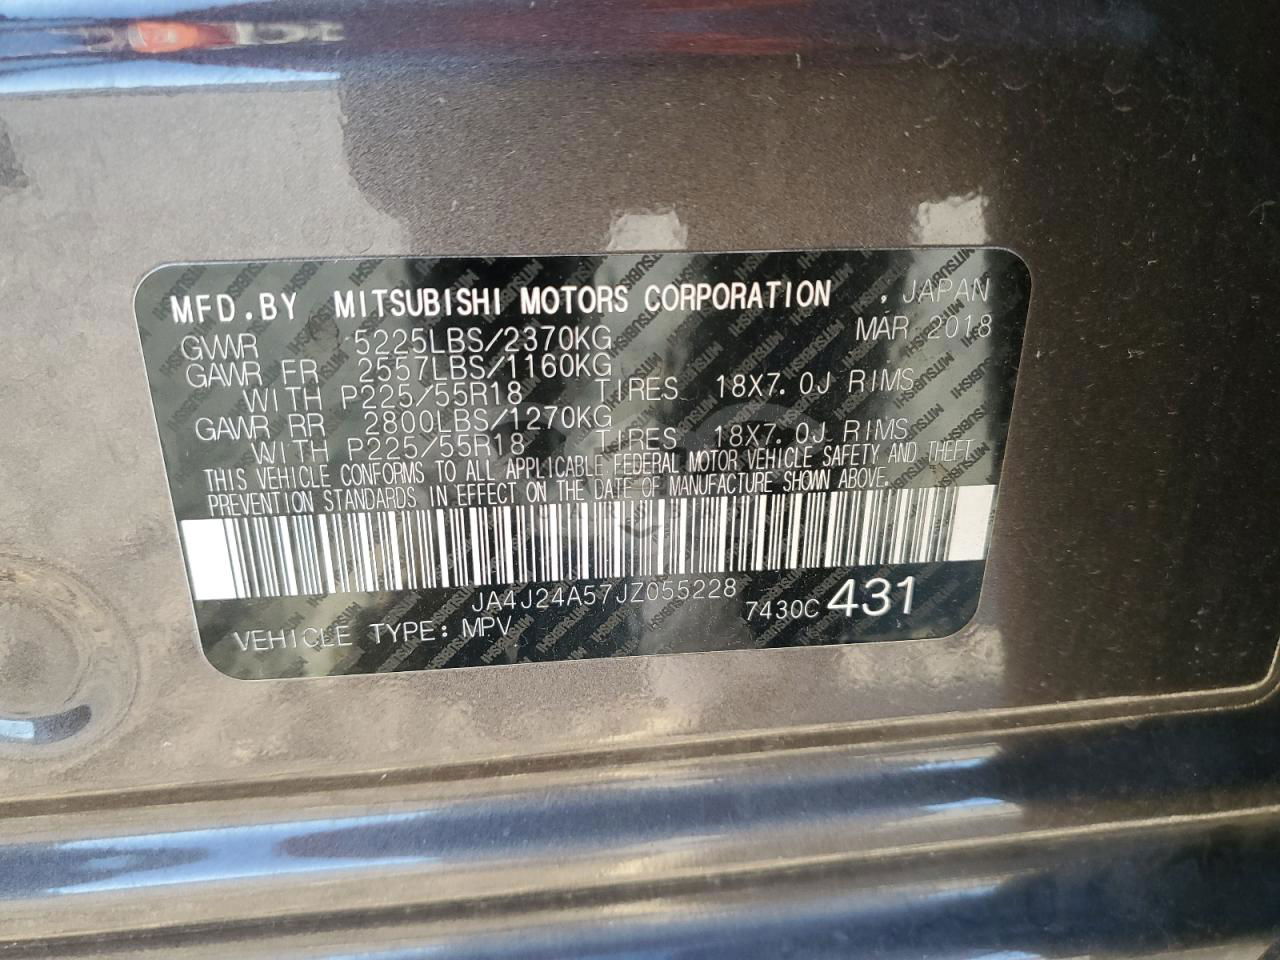 MFD.BY MITSUBISHI MOTORS CORPORATION , JAPAN
GVWR 5225LBS/2370KG MAR 2018
GAWR FR 2557LBS/1160KG
WITH P225/55R18 TIRES 18X7.0J RIMS
GAWR RR 2800LBS/1270KG
WITH P225/55R18 TIRES 18X7.0J RIMS
THIS VEHICLE CONFORMS TO ALL APPLICABLE FEDERAL MOTOR VEHICLE SAFETY AND THEFT
PREVENTION STANDARDS IN EFFECT ON THE DATE OF MANUFACTURE SHOWN ABOVE.
JA4J24A57JZ055228 7430C 431
VEHICLE TYPE: MPV